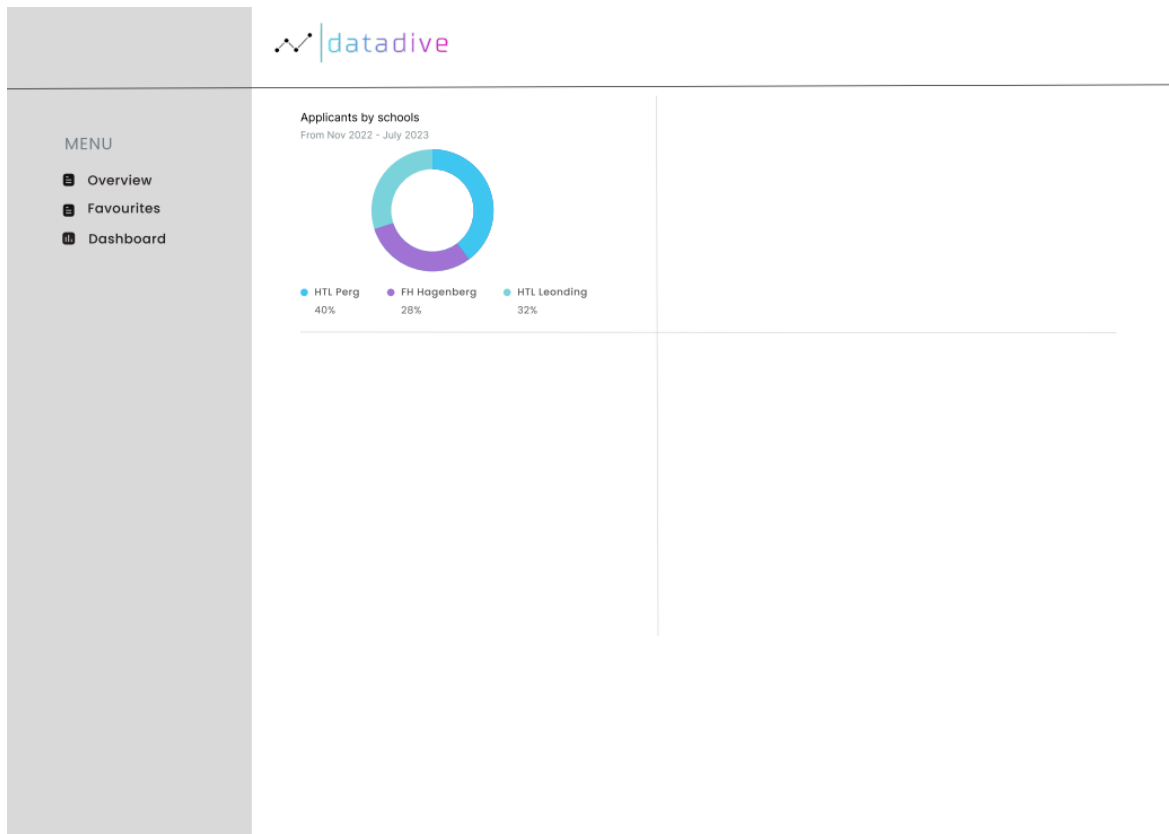 datadive
MENU
Overview
Favourites
Dashboard
Applicants by schools
From Nov 2022 - July 2023
HTL Perg FH Hagenberg HTL Leonding
40% 28% 32%